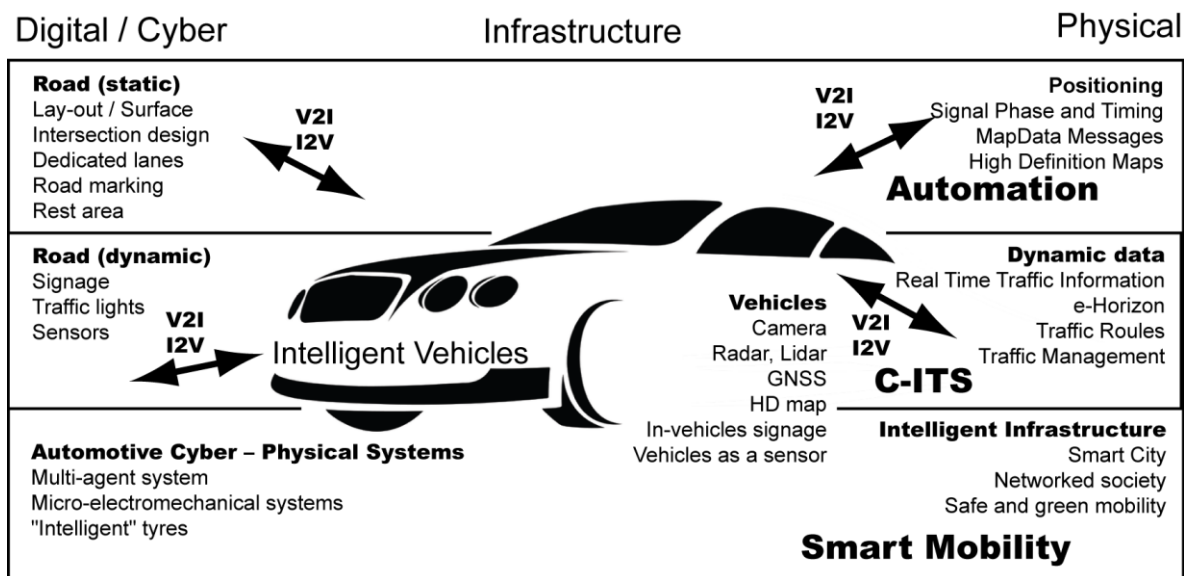 Digital / Cyber
Infrastructure
Physical
Road (static)
Lay-out / Surface
Intersection design
Dedicated lanes
Road marking
Rest area
V2I
I2V
V2I
I2V
Positioning
Signal Phase and Timing
MapData Messages
High Definition Maps
Automation
Road (dynamic)
Signage
Traffic lights
Sensors
V2I
I2V
Intelligent Vehicles
Vehicles
Camera
Radar, Lidar
GNSS
HD map
In-vehicles signage
Vehicles as a sensor
V2I
I2V
Dynamic data
Real Time Traffic Information
e-Horizon
Traffic Roules
Traffic Management
C-ITS
Automotive Cyber – Physical Systems
Multi-agent system
Micro-electromechanical systems
"Intelligent" tyres
Intelligent Infrastructure
Smart City
Networked society
Safe and green mobility
Smart Mobility